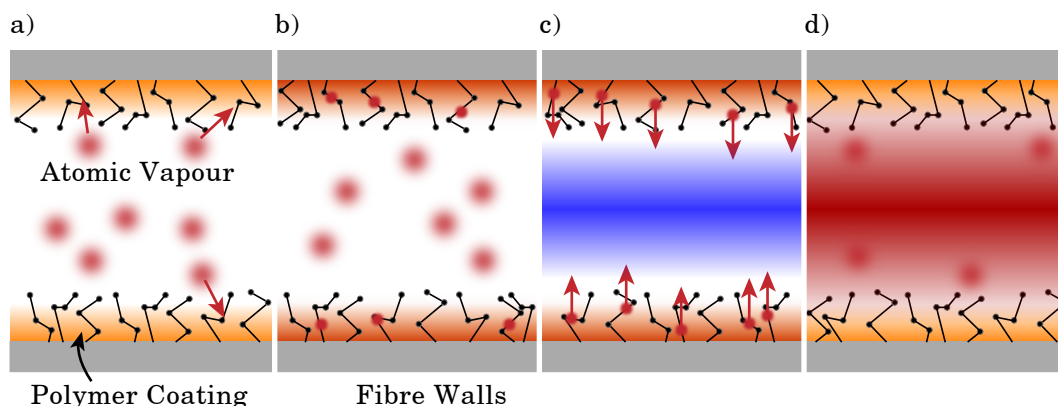 a)
b)
c)
d)
Atomic Vapour
Polymer Coating
Fibre Walls